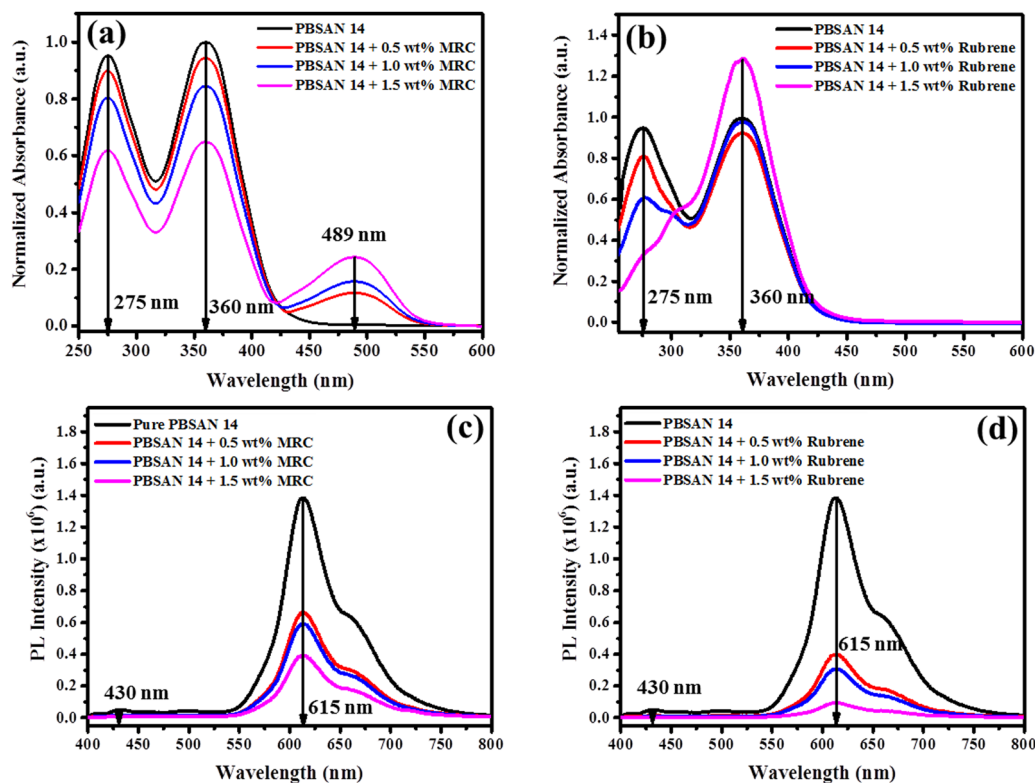 (a)
PBSAN 14
PBSAN 14 + 0.5 wt% MRC
PBSAN 14 + 1.0 wt% MRC
PBSAN 14 + 1.5 wt% MRC
Normalized Absorbance (a.u.)
1.0
0.8
0.6
0.4
0.2
0.0
489 nm
275 nm
360 nm
250 300 350 400 450 500 550 600
Wavelength (nm)
(b)
PBSAN 14
PBSAN 14 + 0.5 wt% Rubrene
PBSAN 14 + 1.0 wt% Rubrene
PBSAN 14 + 1.5 wt% Rubrene
Normalized Absorbance (a.u.)
1.4
1.2
1.0
0.8
0.6
0.4
0.2
0.0
275 nm
360 nm
300 350 400 450 500 550 600
Wavelength (nm)
(c)
Pure PBSAN 14
PBSAN 14 + 0.5 wt% MRC
PBSAN 14 + 1.0 wt% MRC
PBSAN 14 + 1.5 wt% MRC
PL Intensity (x10⁶) (a.u.)
1.8
1.6
1.4
1.2
1.0
0.8
0.6
0.4
0.2
0.0
430 nm
615 nm
400 450 500 550 600 650 700 750 800
Wavelength (nm)
(d)
PBSAN 14
PBSAN 14 + 0.5 wt% Rubrene
PBSAN 14 + 1.0 wt% Rubrene
PBSAN 14 + 1.5 wt% Rubrene
PL Intensity (x10⁶) (a.u.)
1.8
1.6
1.4
1.2
1.0
0.8
0.6
0.4
0.2
0.0
615 nm
430 nm
400 450 500 550 600 650 700 750 800
Wavelength (nm)